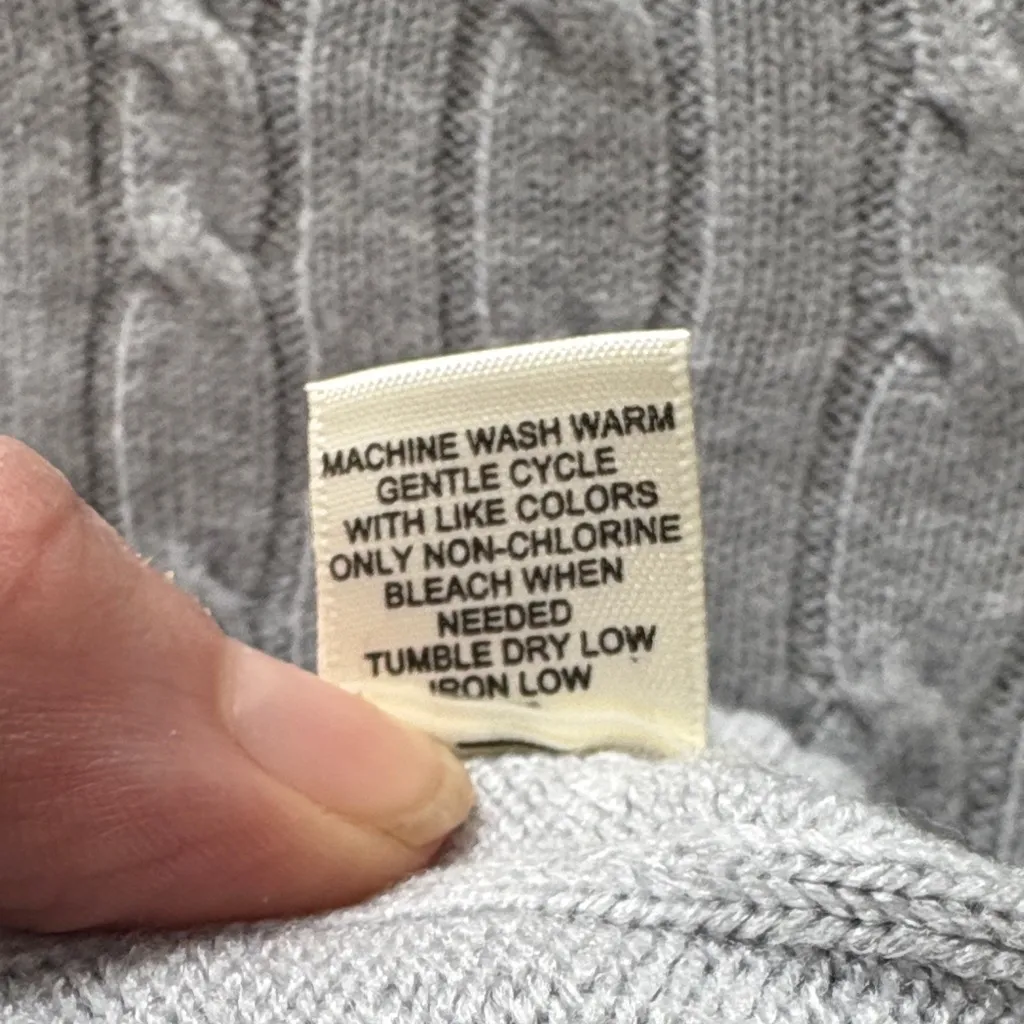 MACHINE WASH WARM
GENTLE CYCLE
WITH LIKE COLORS
ONLY NON-CHLORINE
BLEACH WHEN
NEEDED
TUMBLE DRY LOW
IRON LOW